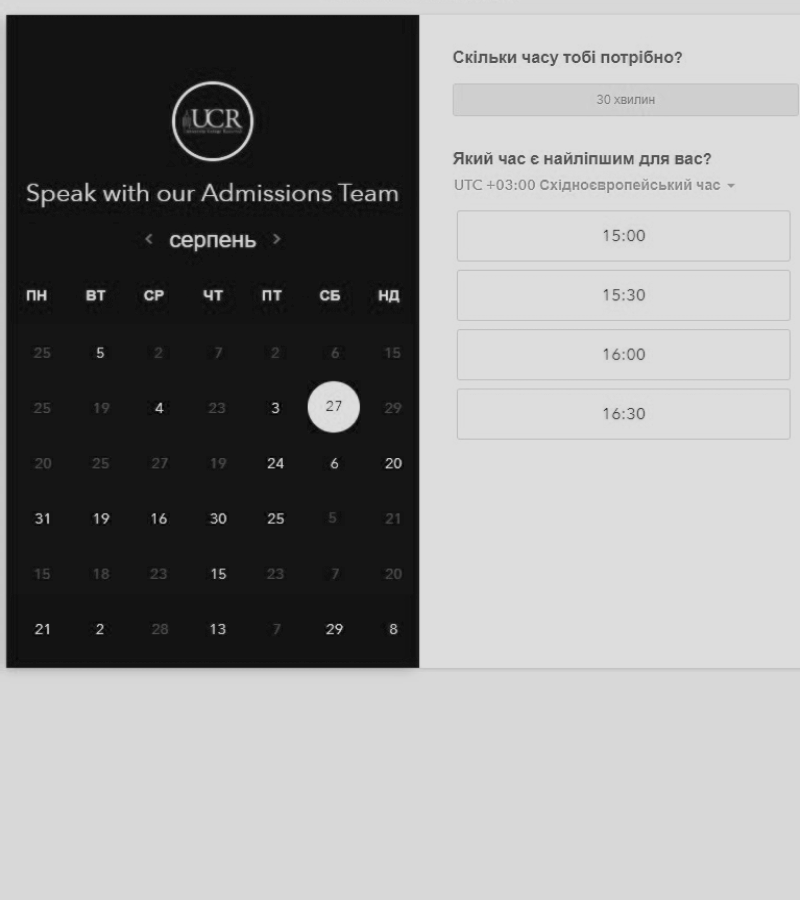 UCR
Speak with our Admissions Team
< серпень >
ПН ВТ СР ЧТ ПТ СБ НД
25 5 2 7 2 6 15
25 19 4 23 3 27 29
20 25 27 19 24 6 20
31 19 16 30 25 5 21
15 18 23 15 23 7 20
21 2 28 13 7 29 8
Скільки часу тобі потрібно?
30 хвилин
Який час є найліпшим для вас?
UTC +03:00 Східноєвропейський час
15:00
15:30
16:00
16:30